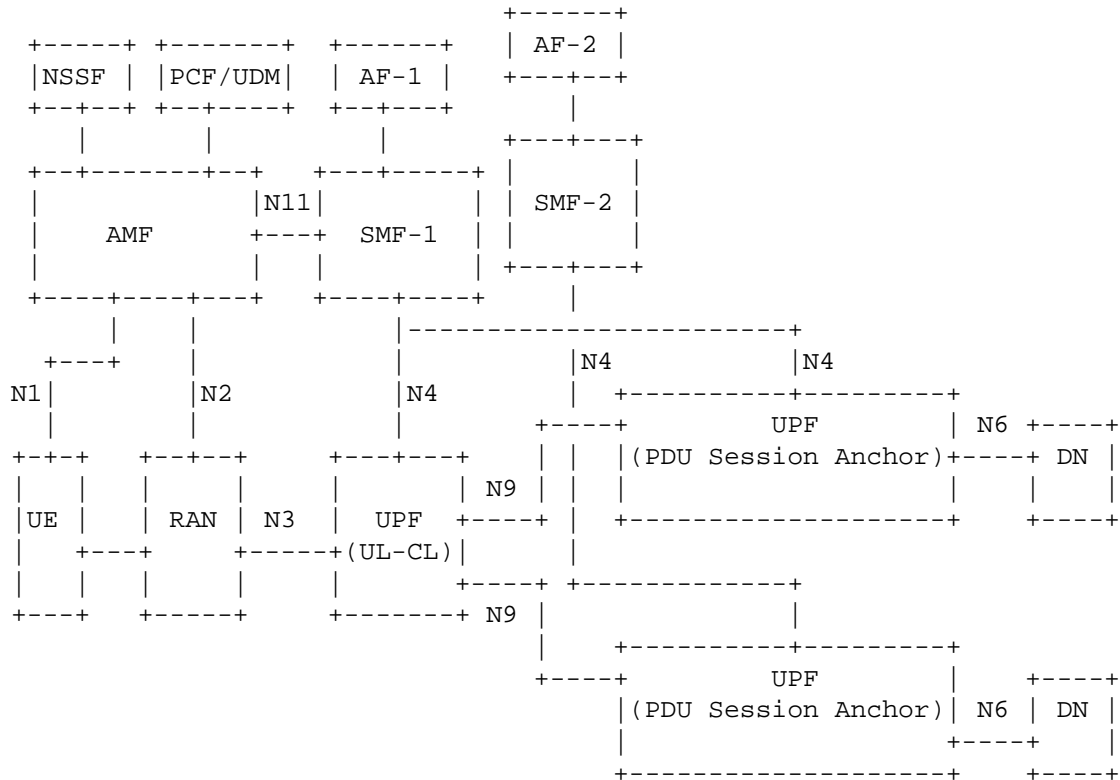 AF-2
NSSF PCF/UDM AF-1
N11
SMF-2
AMF SMF-1
N4 N4
N1 N2 N4
UPF N6
(PDU Session Anchor) DN
N9
UE RAN N3 UPF
(UL-CL)
N9
UPF
(PDU Session Anchor) N6 DN